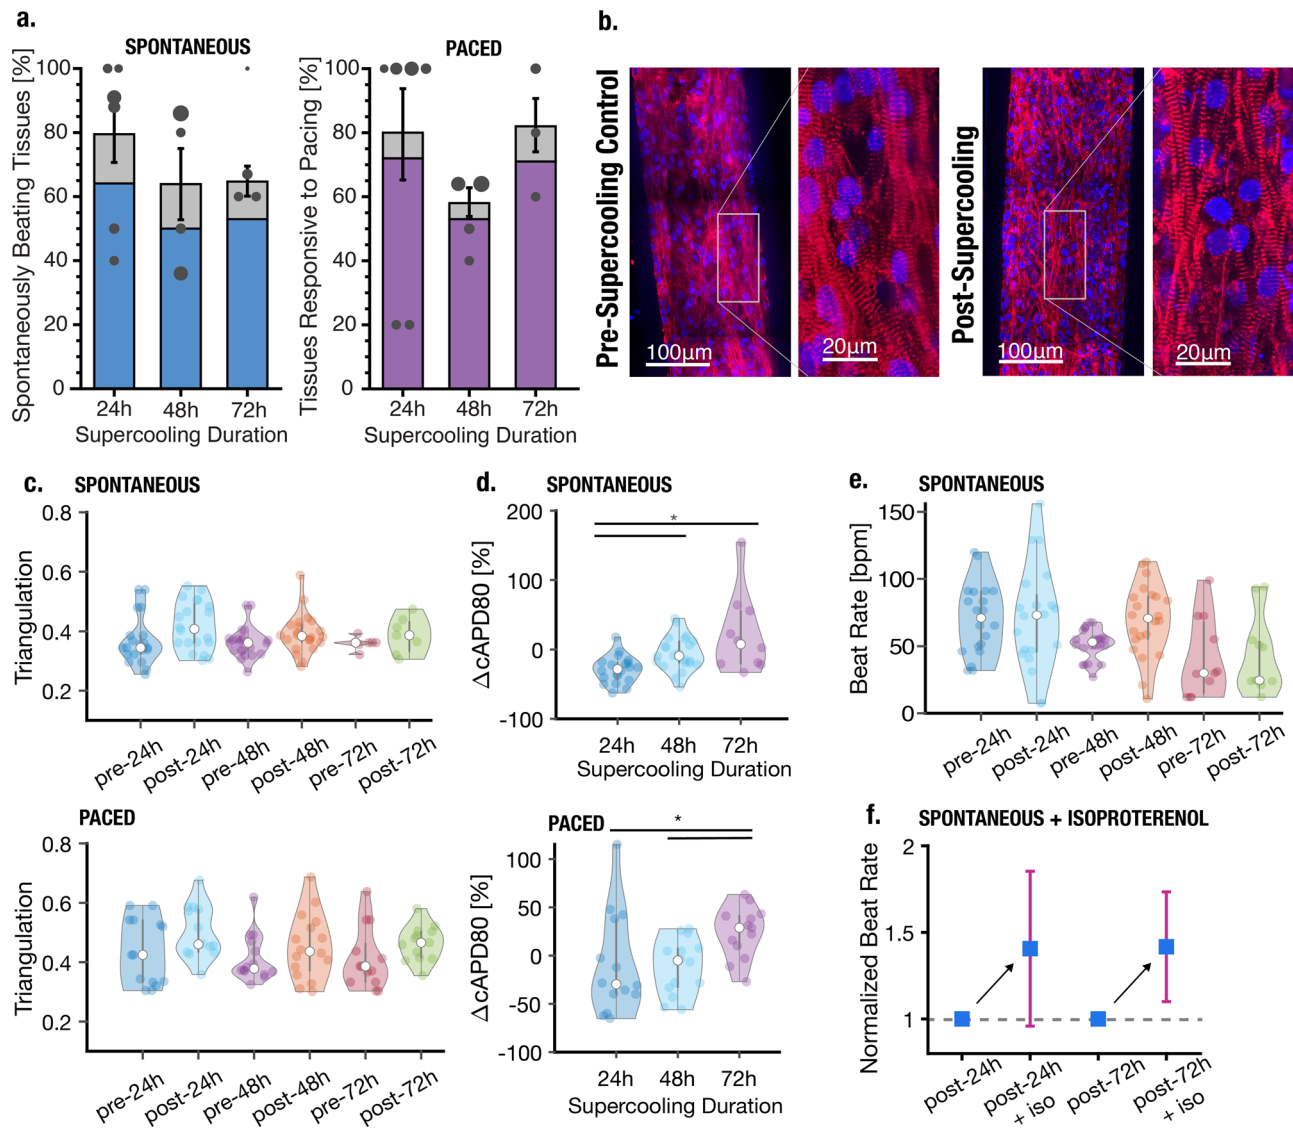 a.
SPONTANEOUS
Spontaneously Beating Tissues [%]
100
80
60
40
20
0
24h 48h 72h
Supercooling Duration
PACED
Tissues Responsive to Pacing [%]
100
80
60
40
20
0
24h 48h 72h
Supercooling Duration
b.
Pre-Supercooling Control
100µm
20µm
Post-Supercooling
100µm
20µm
c.
SPONTANEOUS
Triangulation
0.8
0.6
0.4
0.2
pre-24h post-24h pre-48h post-48h pre-72h post-72h
PACED
Triangulation
0.8
0.6
0.4
0.2
pre-24h post-24h pre-48h post-48h pre-72h post-72h
d.
SPONTANEOUS
ΔcAPD80 [%]
200
100
0
-100
*
24h 48h 72h
Supercooling Duration
PACED
ΔcAPD80 [%]
100
50
0
-50
-100
*
24h 48h 72h
Supercooling Duration
e.
SPONTANEOUS
Beat Rate [bpm]
150
100
50
0
pre-24h post-24h pre-48h post-48h pre-72h post-72h
f.
SPONTANEOUS + ISOPROTERENOL
Normalized Beat Rate
2
1.5
1
post-24h post-24h + iso post-72h post-72h + iso